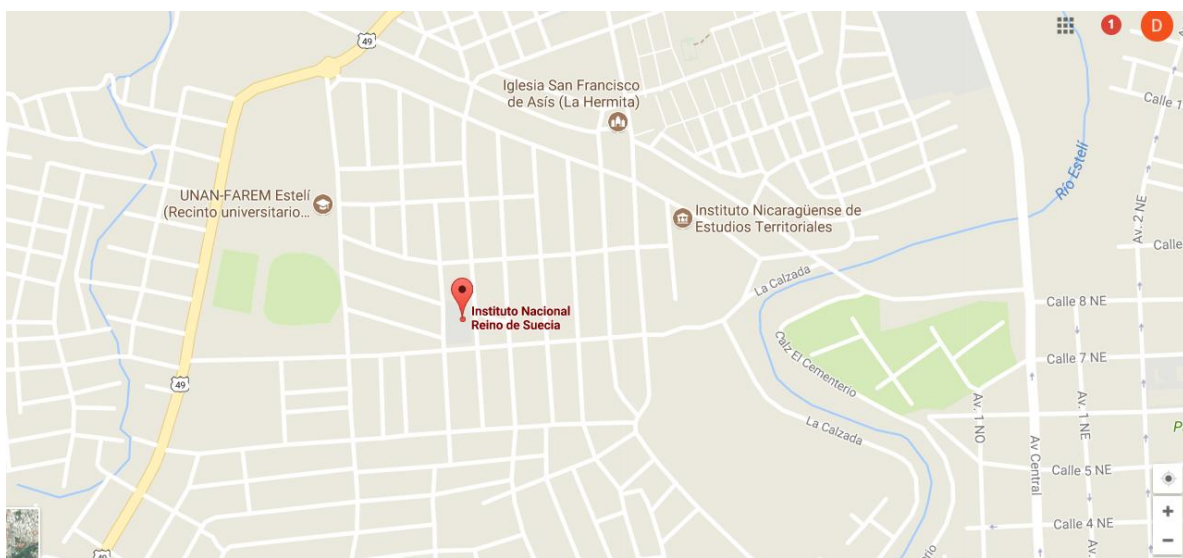 49
1
D
Iglesia San Francisco
de Asís (La Hermita)
Calle 1
Río Estelí
UNAN-FAREM Estelí
(Recinto universitario...
Instituto Nicaragüense de
Estudios Territoriales
Av. 2 NE
Calle
La Calzada
Instituto Nacional
Reino de Suecia
Calle 8 NE
Calz El Cementerio
Calle 7 NE
49
Av. 1 NO
Av. 1 NE
La Calzada
Av Central
P
Calle 5 NE
Calle 4 NE
Av.
49